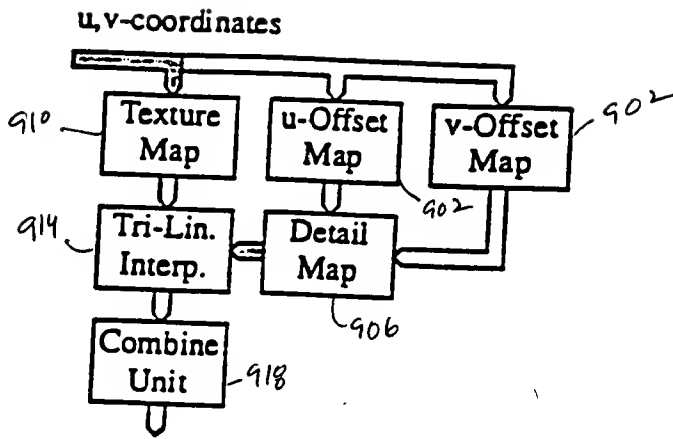 u,v-coordinates
910
Texture
Map
u-Offset
Map
902
v-Offset
Map
902
914
Tri-Lin.
Interp.
Detail
Map
906
Combine
Unit
918